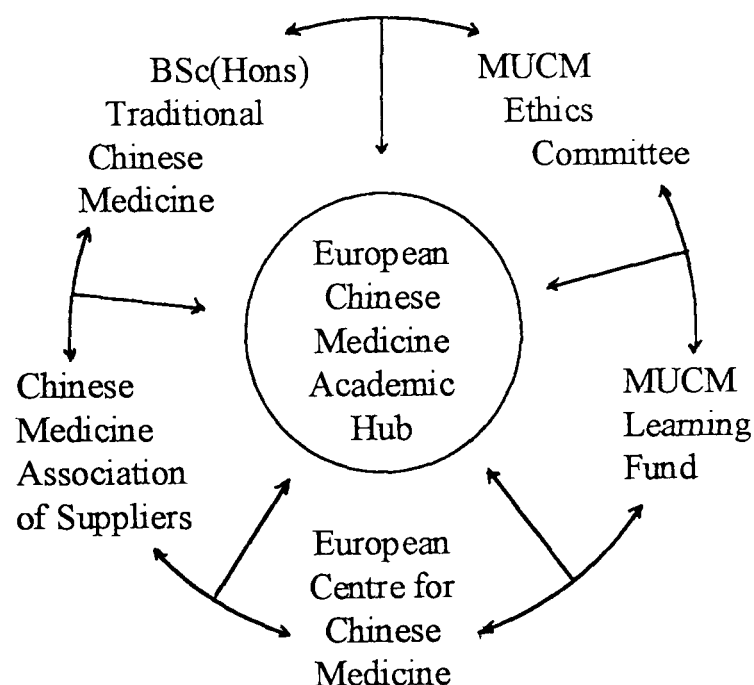 BSc(Hons)
Traditional
Chinese
Medicine
MUCM
Ethics
Committee
European
Chinese
Medicine
Academic
Hub
Chinese
Medicine
Association
of Suppliers
MUCM
Learning
Fund
European
Centre for
Chinese
Medicine